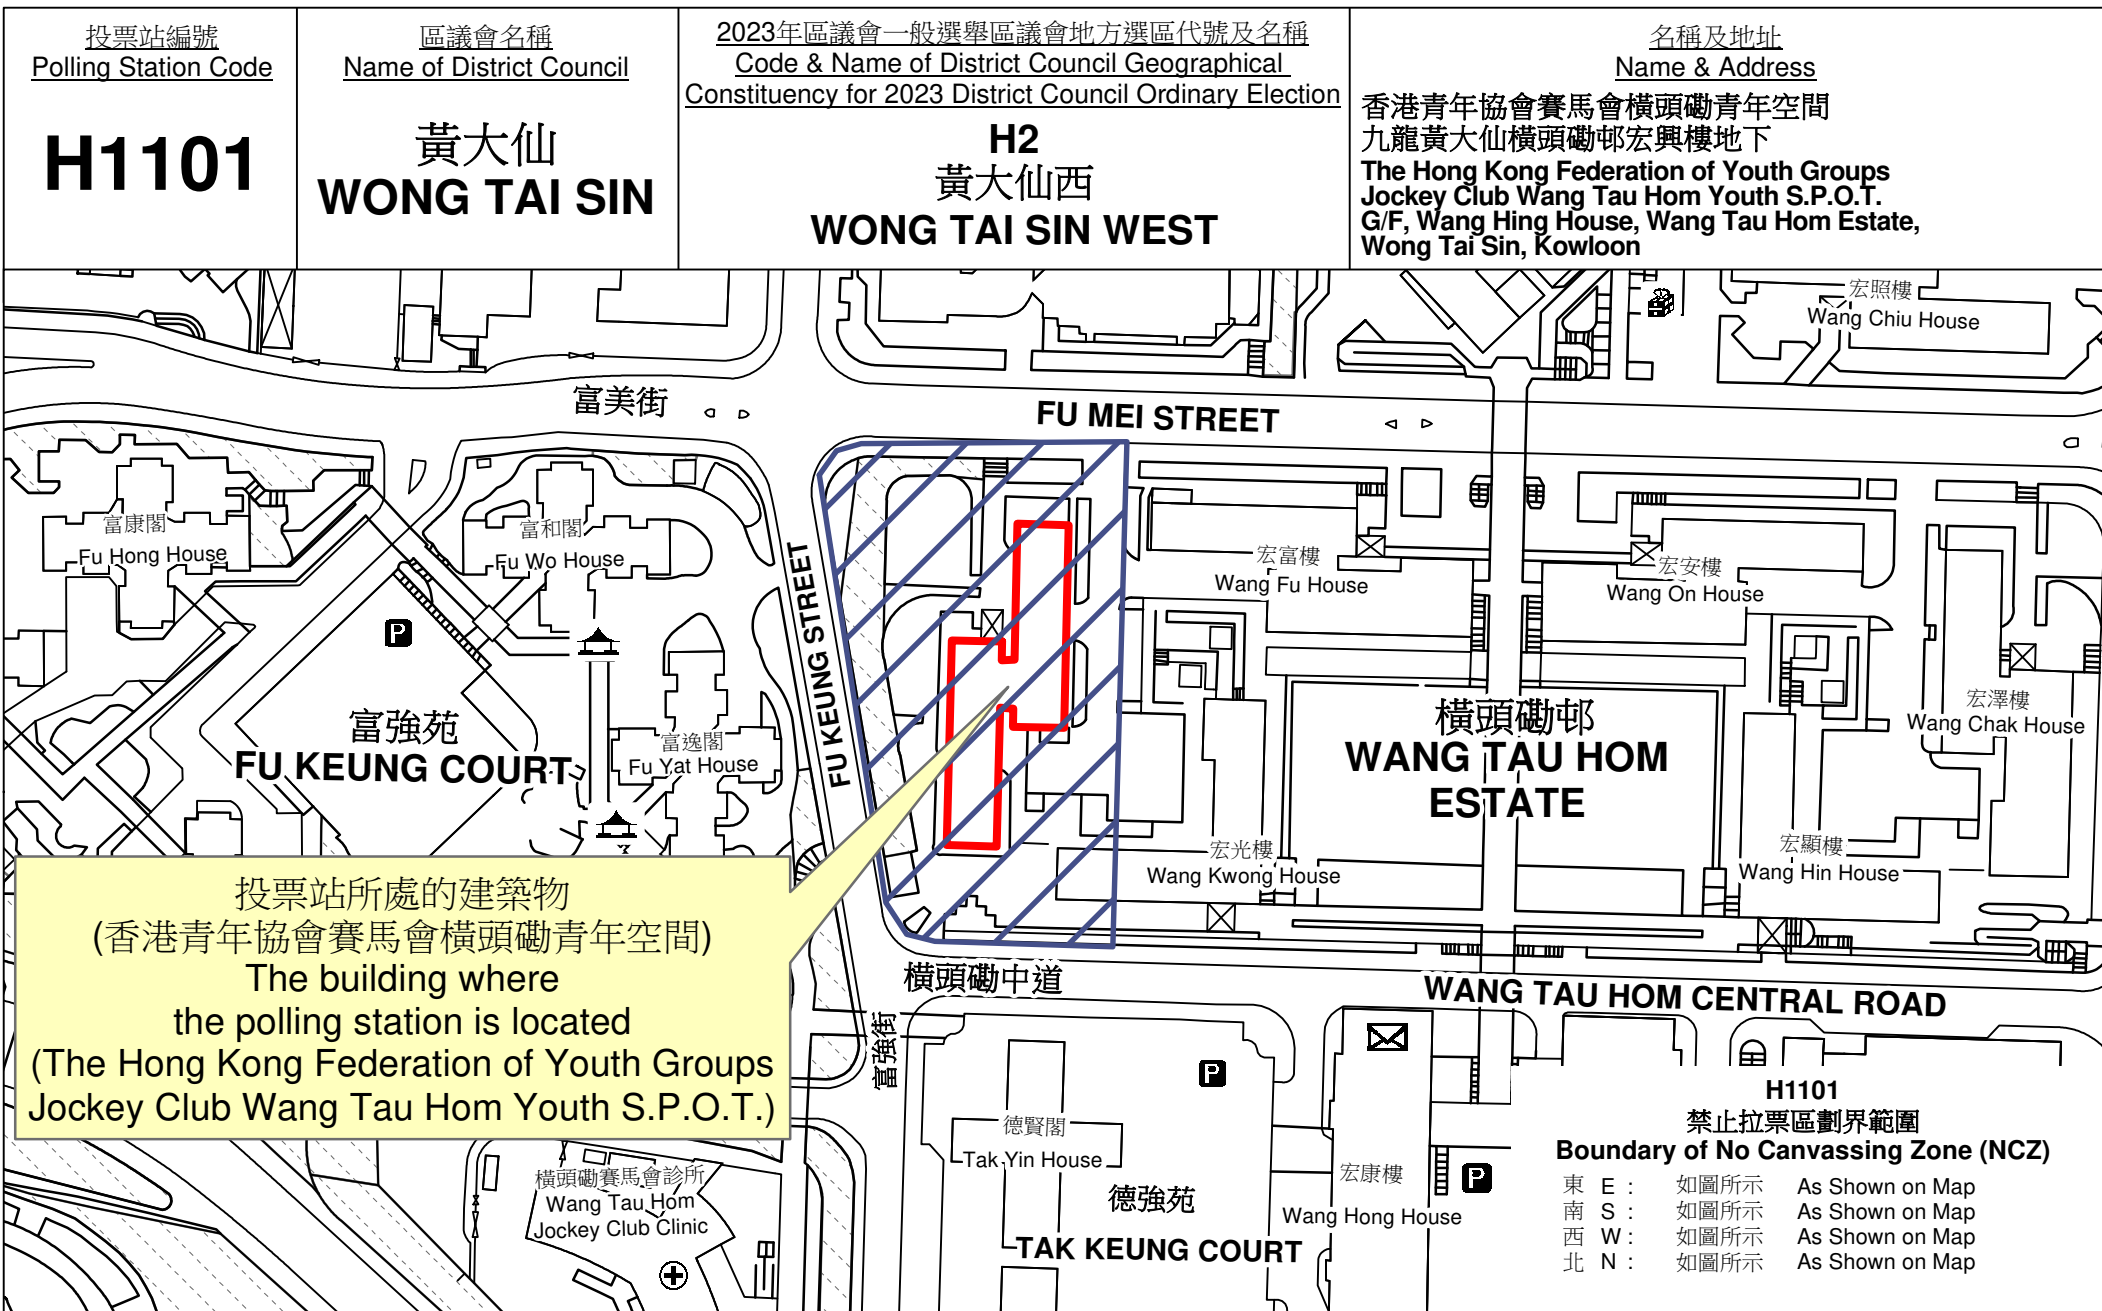 投票站編號
Polling Station Code
H1101
區議會名稱
Name of District Council
黃大仙
WONG TAI SIN
2023年區議會一般選舉區議會地方選區代號及名稱
Code & Name of District Council Geographical
Constituency for 2023 District Council Ordinary Election
H2
黃大仙西
WONG TAI SIN WEST
名稱及地址
Name & Address
香港青年協會賽馬會橫頭磡青年空間
九龍黃大仙橫頭磡邨宏興樓地下
The Hong Kong Federation of Youth Groups
Jockey Club Wang Tau Hom Youth S.P.O.T.
G/F, Wang Hing House, Wang Tau Hom Estate,
Wong Tai Sin, Kowloon
宏照樓
Wang Chiu House
富美街
FU MEI STREET
富康閣
Fu Hong House
富和閣
Fu Wo House
FU KEUNG STREET
宏富樓
Wang Fu House
宏安樓
Wang On House
P
富強苑
FU KEUNG COURT
富逸閣
Fu Yat House
橫頭磡邨
WANG TAU HOM
ESTATE
宏澤樓
Wang Chak House
宏光樓
Wang Kwong House
宏顯樓
Wang Hin House
投票站所處的建築物
(香港青年協會賽馬會橫頭磡青年空間)
The building where
the polling station is located
(The Hong Kong Federation of Youth Groups
Jockey Club Wang Tau Hom Youth S.P.O.T.)
橫頭磡中道
WANG TAU HOM CENTRAL ROAD
富強街
P
德賢閣
Tak Yin House
德強苑
TAK KEUNG COURT
宏康樓
Wang Hong House
P
橫頭磡賽馬會診所
Wang Tau Hom
Jockey Club Clinic
H1101
禁止拉票區劃界範圍
Boundary of No Canvassing Zone (NCZ)
東 E : 如圖所示 As Shown on Map
南 S : 如圖所示 As Shown on Map
西 W : 如圖所示 As Shown on Map
北 N : 如圖所示 As Shown on Map